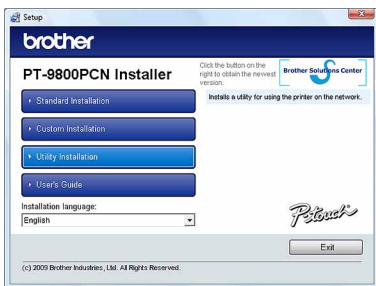 Setup
brother
PT-9800PCN Installer
Click the button on the
right to obtain the newest
version.
Brother Solutions Center
Standard Installation
Installs a utility for using the printer on the network.
Custom Installation
Utility Installation
User's Guide
Installation language:
English
P-touch
Exit
(c) 2009 Brother Industries, Ltd. All Rights Reserved.